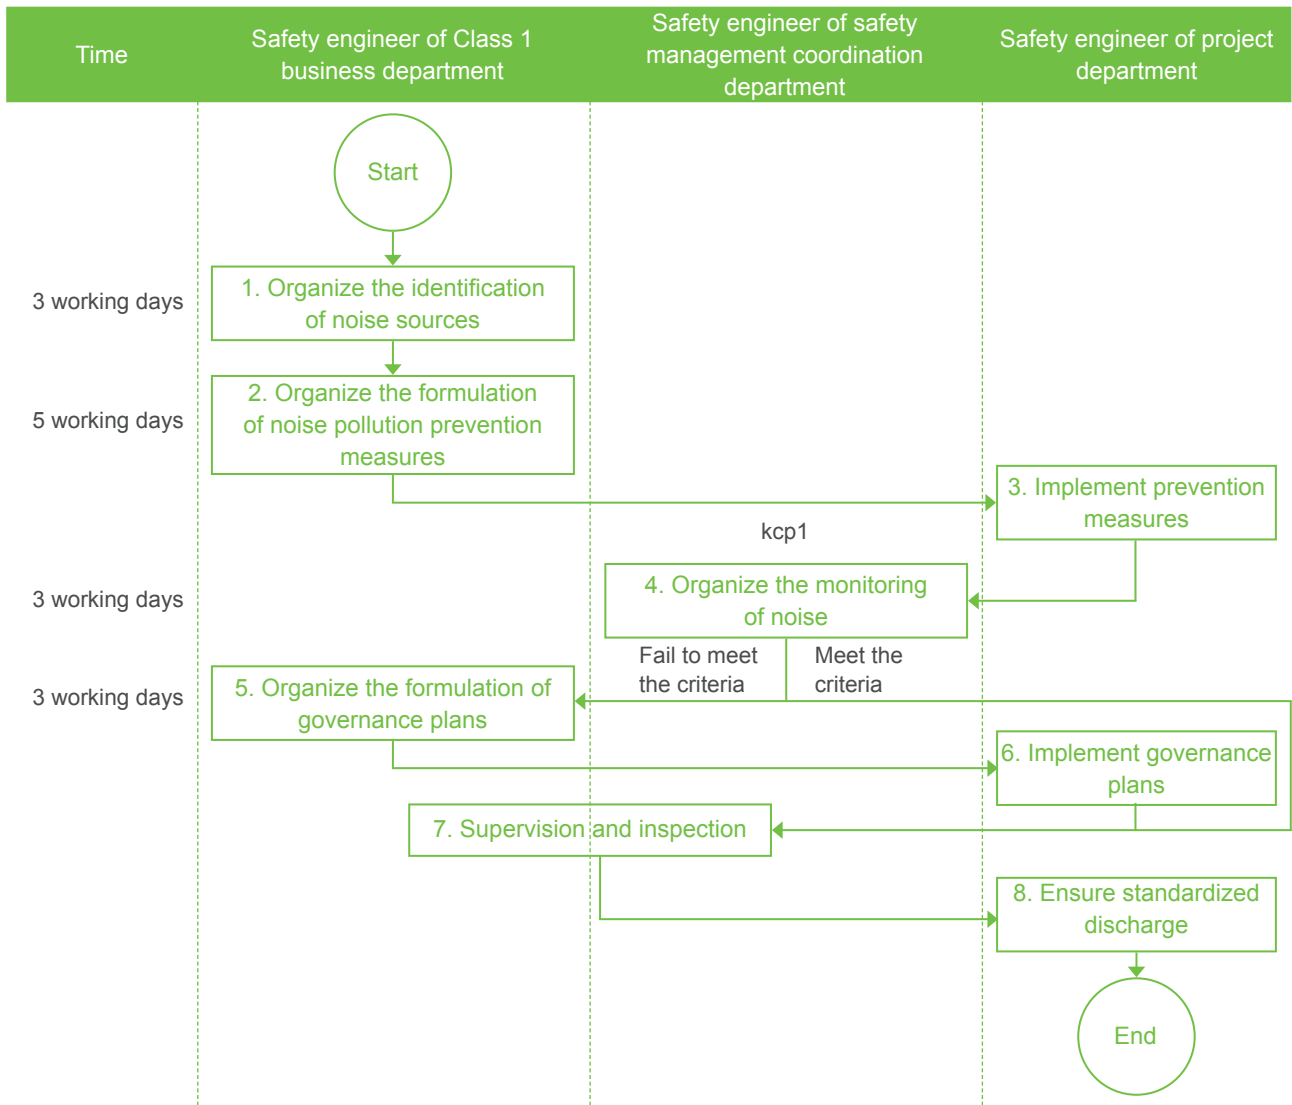 Time
Safety engineer of Class 1
business department
Safety engineer of safety
management coordination
department
Safety engineer of project
department
Start
3 working days
1. Organize the identification
of noise sources
5 working days
2. Organize the formulation
of noise pollution prevention
measures
3. Implement prevention
measures
kcp1
3 working days
4. Organize the monitoring
of noise
Fail to meet
the criteria
Meet the
criteria
3 working days
5. Organize the formulation of
governance plans
6. Implement governance
plans
7. Supervision and inspection
8. Ensure standardized
discharge
End